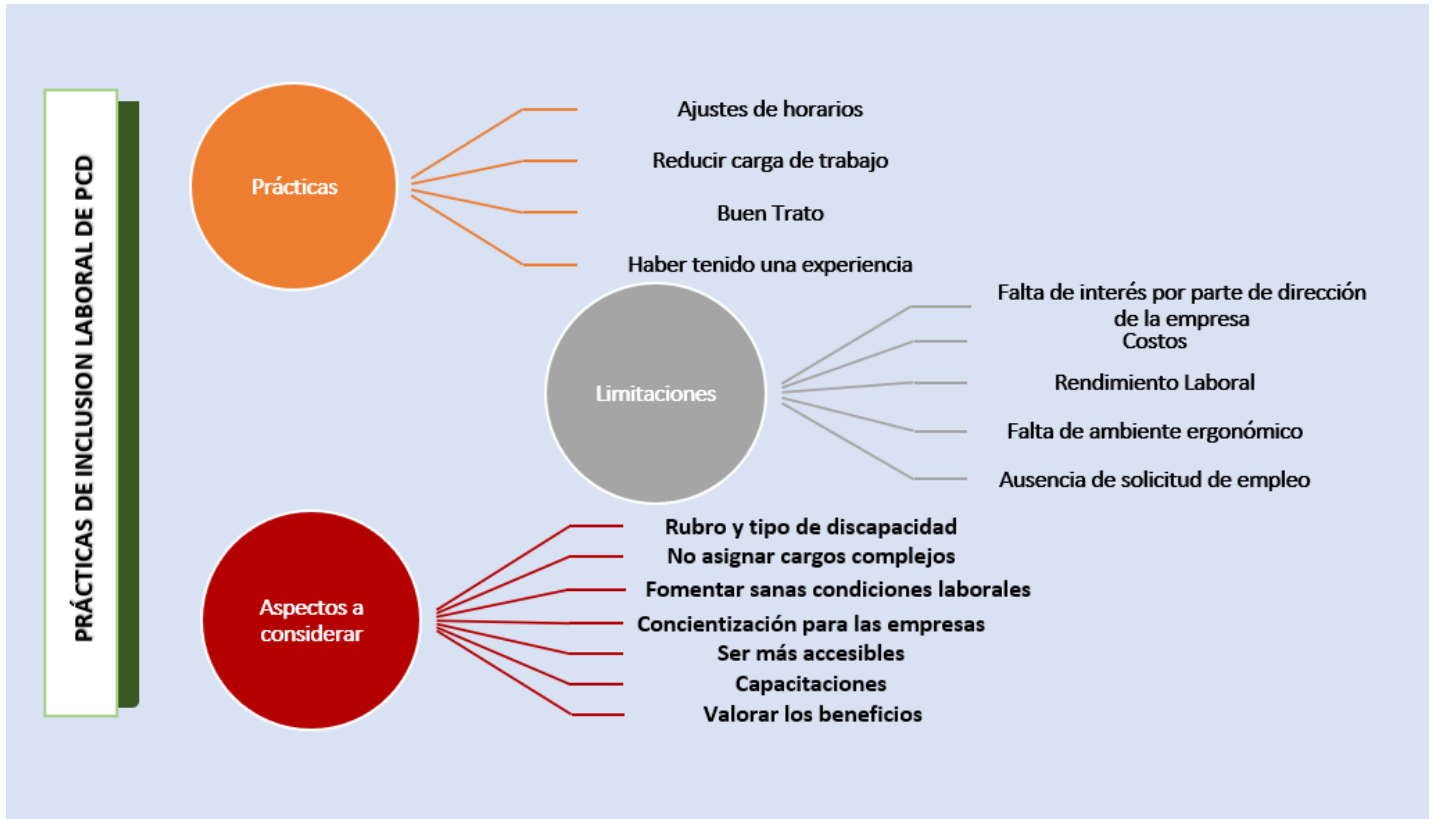 PRÁCTICAS DE INCLUSION LABORAL DE PCD
Prácticas
Ajustes de horarios
Reducir carga de trabajo
Buen Trato
Haber tenido una experiencia
Limitaciones
Falta de interés por parte de dirección
de la empresa
Costos
Rendimiento Laboral
Falta de ambiente ergonómico
Ausencia de solicitud de empleo
Aspectos a
considerar
Rubro y tipo de discapacidad
No asignar cargos complejos
Fomentar sanas condiciones laborales
Concientización para las empresas
Ser más accesibles
Capacitaciones
Valorar los beneficios